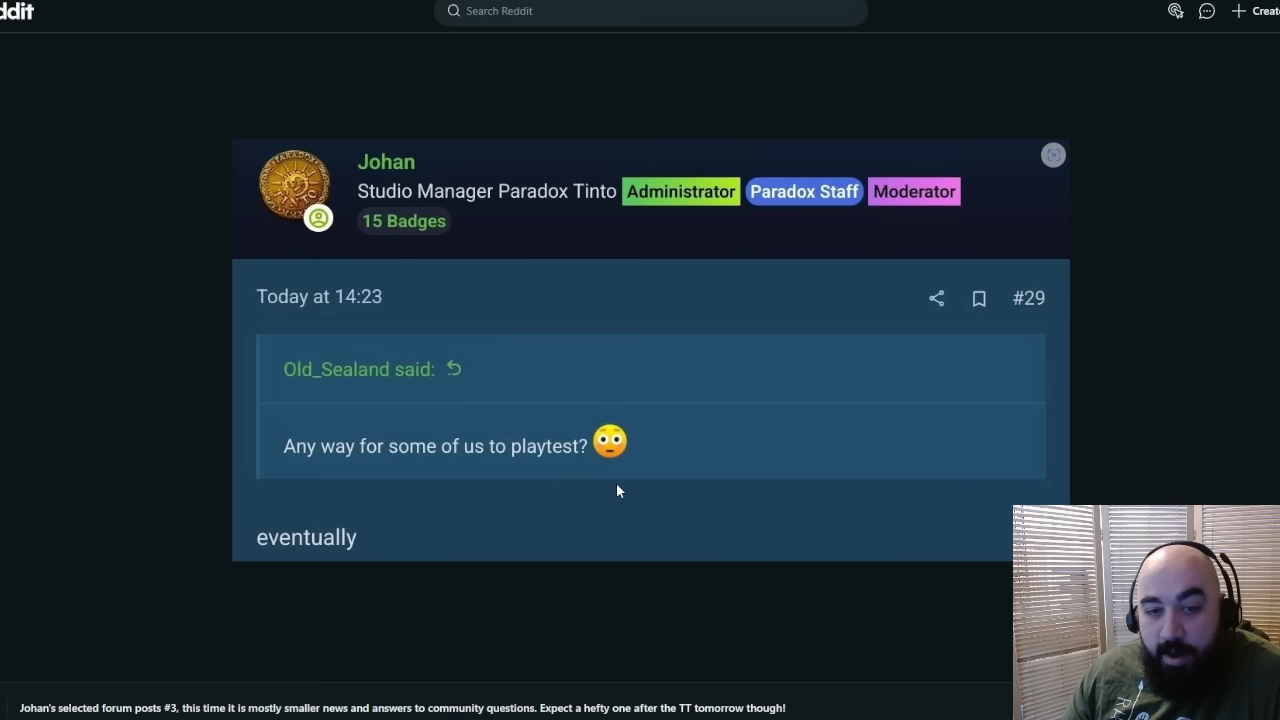 ddit
Search Reddit
Create
Johan
Studio Manager Paradox Tinto Administrator Paradox Staff Moderator
15 Badges
Today at 14:23
#29
Old_Sealand said:
Any way for some of us to playtest?
eventually
Johan's selected forum posts #3, this time it is mostly smaller news and answers to community questions. Expect a hefty one after the TT tomorrow though!